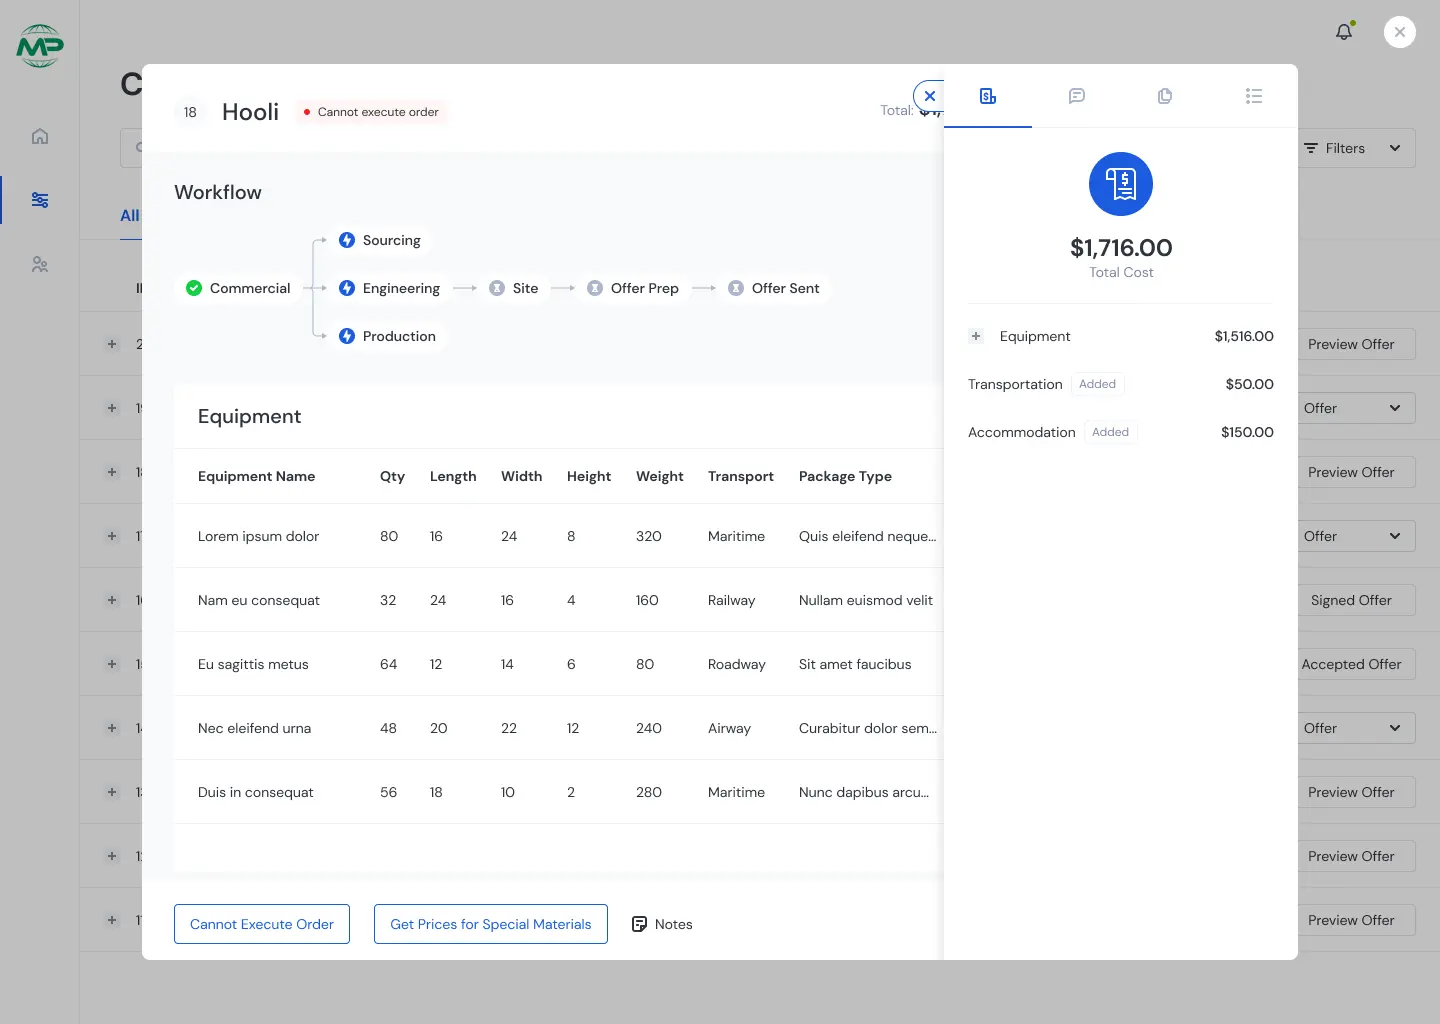 MP
18
Hooli
Cannot execute order
Total:
Filters
Workflow
All
Sourcing
Commercial
Engineering
Site
Offer Prep
Offer Sent
Production
$1,716.00
Total Cost
Equipment $1,516.00
Transportation Added $50.00
Accommodation Added $150.00
Equipment
Equipment Name Qty Length Width Height Weight Transport Package Type
Lorem ipsum dolor 80 16 24 8 320 Maritime Quis eleifend neque...
Nam eu consequat 32 24 16 4 160 Railway Nullam euismod velit
Eu sagittis metus 64 12 14 6 80 Roadway Sit amet faucibus
Nec eleifend urna 48 20 22 12 240 Airway Curabitur dolor sem...
Duis in consequat 56 18 10 2 280 Maritime Nunc dapibus arcu...
Cannot Execute Order
Get Prices for Special Materials
Notes
Preview Offer
Offer
Preview Offer
Offer
Signed Offer
Accepted Offer
Offer
Preview Offer
Preview Offer
Preview Offer